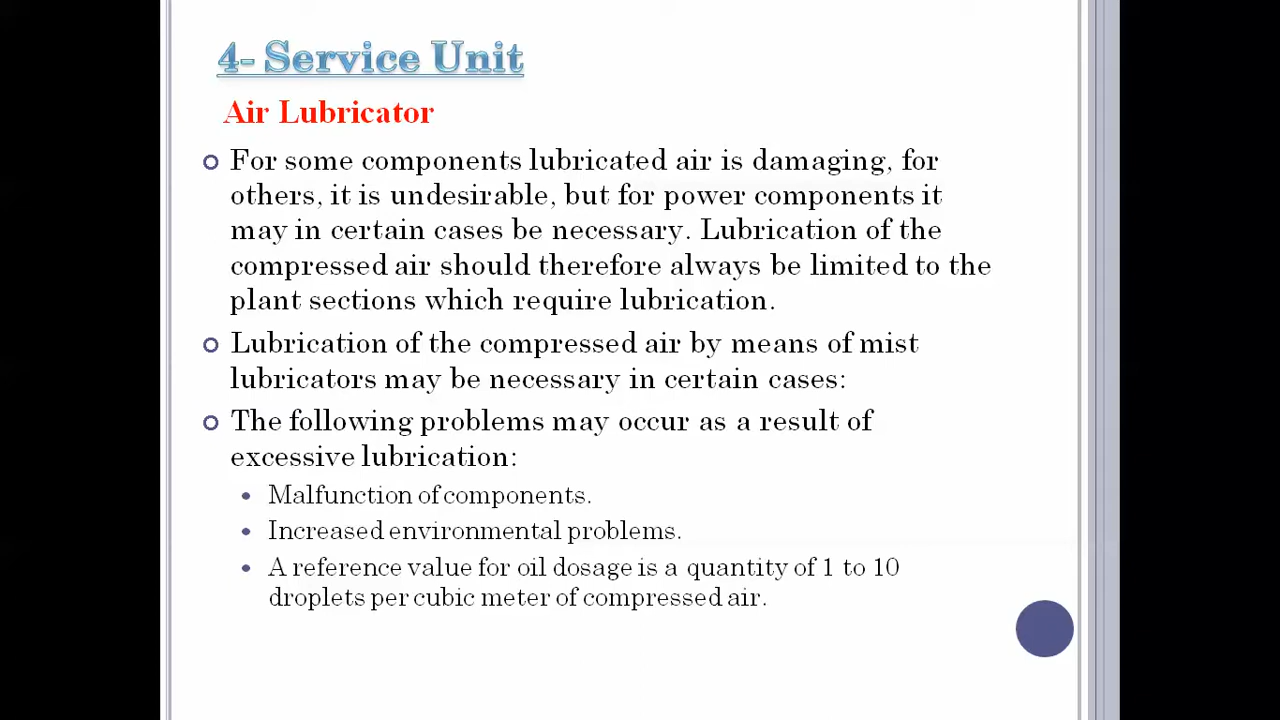 4- Service Unit
Air Lubricator
For some components lubricated air is damaging, for
others, it is undesirable, but for power components it
may in certain cases be necessary. Lubrication of the
compressed air should therefore always be limited to the
plant sections which require lubrication.
Lubrication of the compressed air by means of mist
lubricators may be necessary in certain cases:
The following problems may occur as a result of
excessive lubrication:
Malfunction of components.
Increased environmental problems.
A reference value for oil dosage is a quantity of 1 to 10
droplets per cubic meter of compressed air.